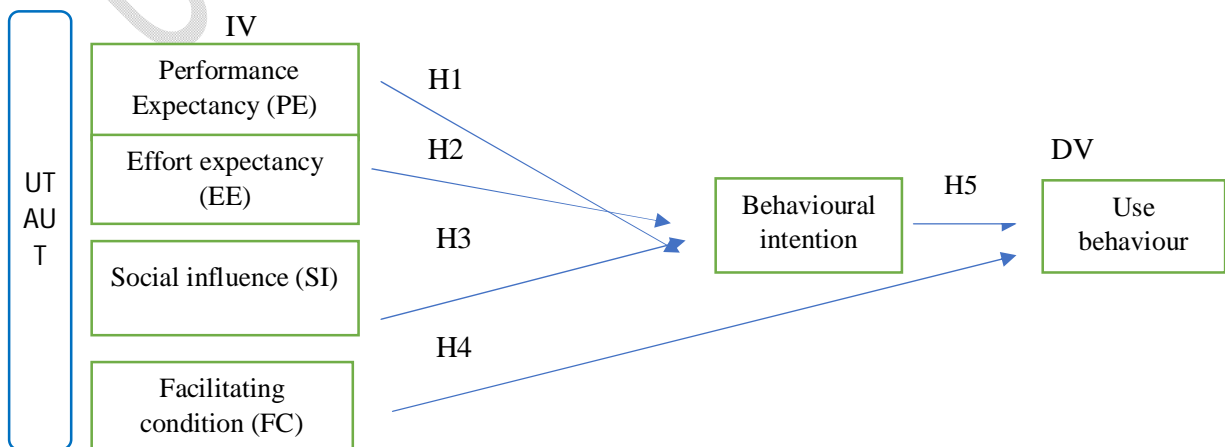 IV
Performance
Expectancy (PE)
H1
Effort expectancy
(EE)
H2
UT
AU
T
Social influence (SI)
H3
Facilitating
condition (FC)
H4
Behavioural
intention
H5
DV
Use
behaviour